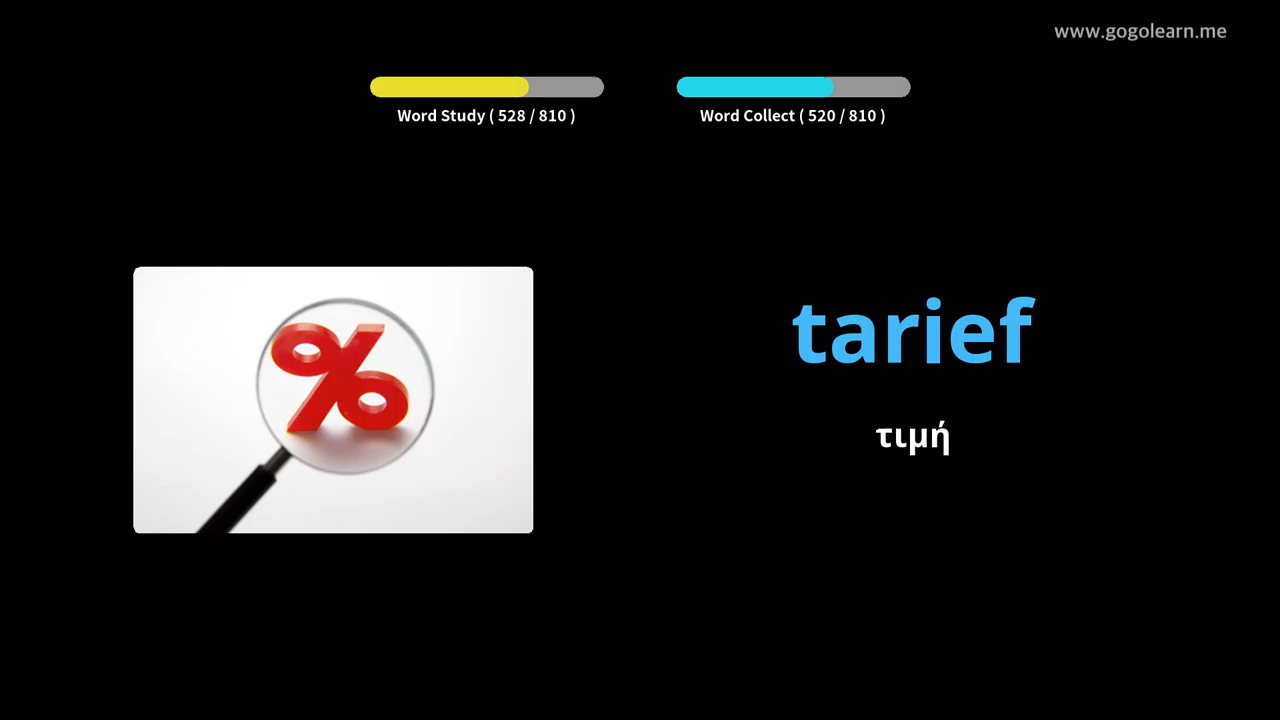 www.gogolearn.me
Word Study ( 528 / 810 )
Word Collect ( 520 / 810 )
%
tarief
τιμή